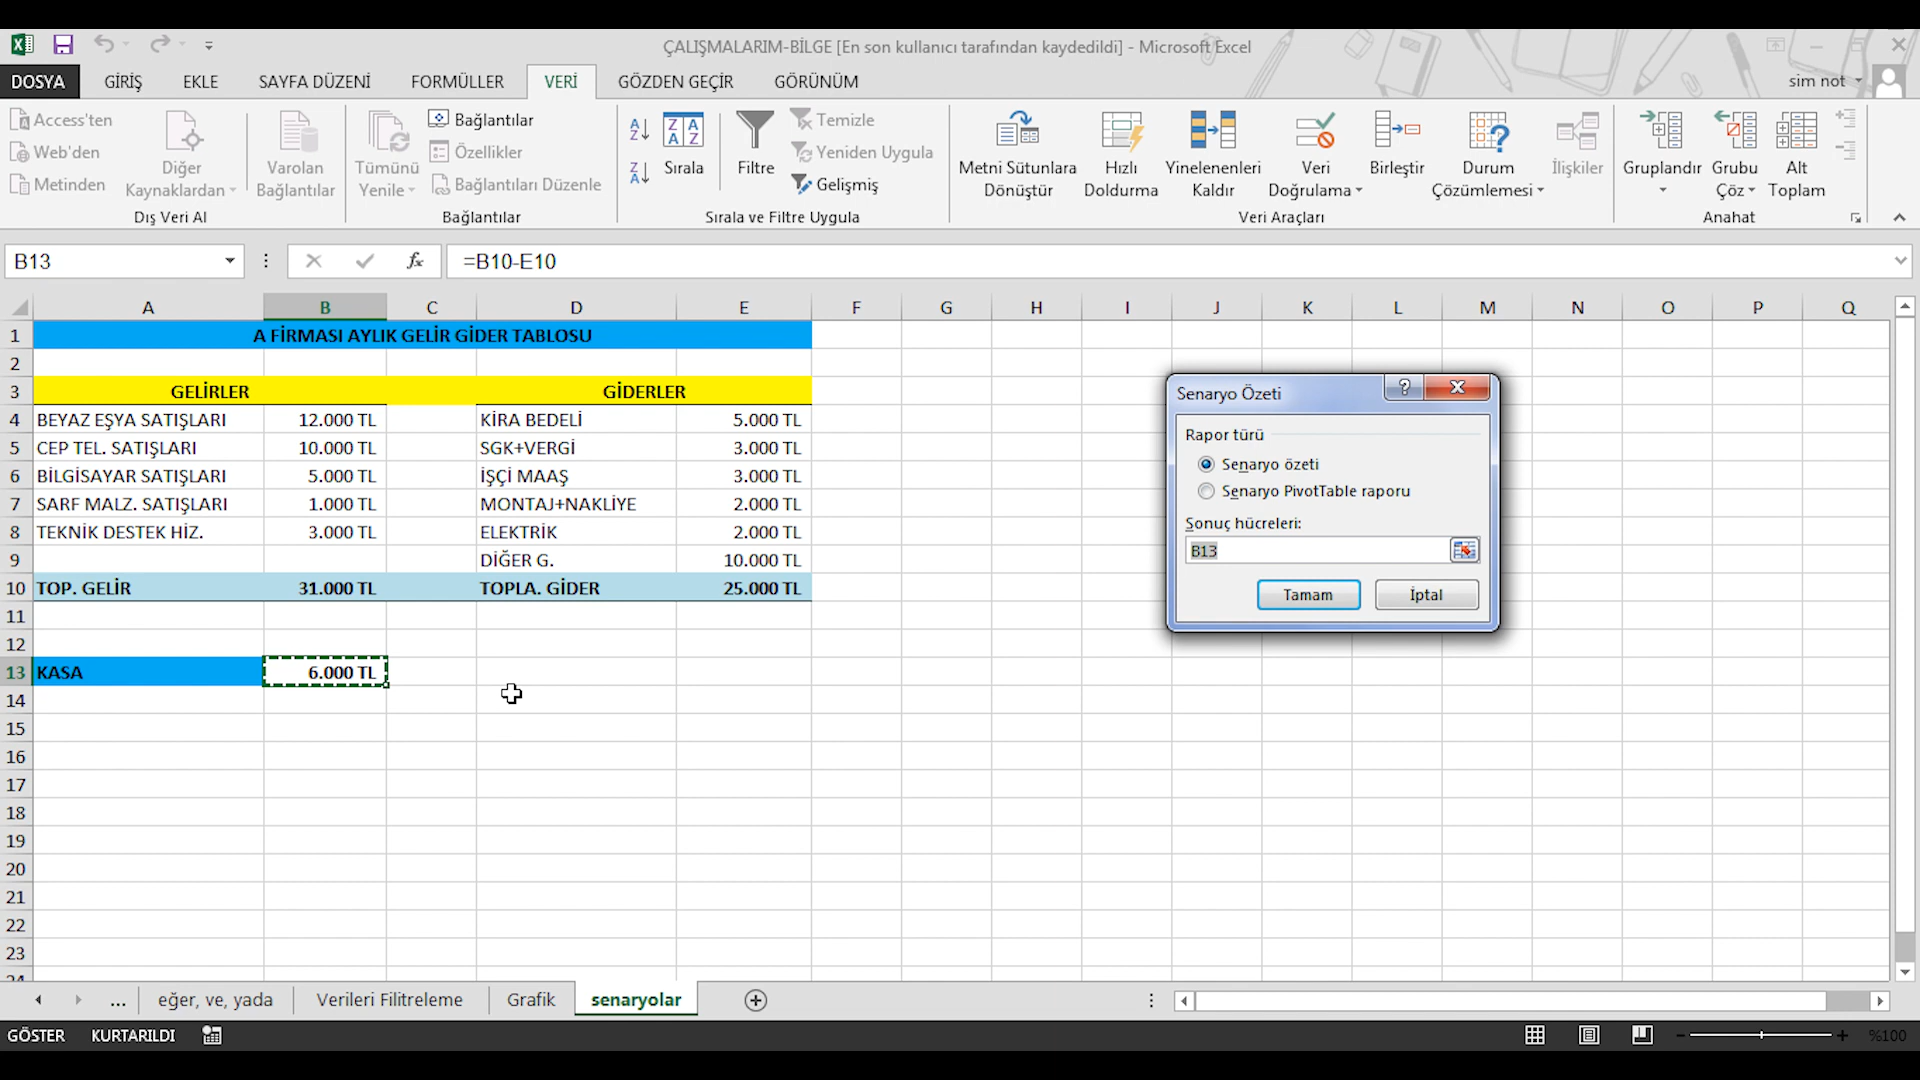 ÇALIŞMALARIM-BİLGE [En son kullanıcı tarafından kaydedildi] - Microsoft Excel
DOSYA GİRİŞ EKLE SAYFA DÜZENİ FORMÜLLER VERİ GÖZDEN GEÇİR GÖRÜNÜM sim not
Access'ten
Web'den
Metinden
Diğer Kaynaklardan
Varolan Bağlantılar
Dış Veri Al
Tümünü Yenile
Bağlantılar
Özellikler
Bağlantıları Düzenle
Bağlantılar
Sırala
Filtre
Temizle
Yeniden Uygula
Gelişmiş
Sırala ve Filtre Uygula
Metni Sütunlara Dönüştür
Hızlı Doldurma
Yinelenenleri Kaldır
Veri Doğrulama
Birleştir
Durum Çözümlemesi
İlişkiler
Veri Araçları
Gruplandır
Grubu Çöz
Alt Toplam
Anahat
B13 fx =B10-E10
A B C D E F G H I J K L M N O P Q
1 A FİRMASI AYLIK GELİR GİDER TABLOSU
2
3 GELİRLER GİDERLER
4 BEYAZ EŞYA SATIŞLARI 12.000 TL KİRA BEDELİ 5.000 TL
5 CEP TEL. SATIŞLARI 10.000 TL SGK+VERGİ 3.000 TL
6 BİLGİSAYAR SATIŞLARI 5.000 TL İŞÇİ MAAŞ 3.000 TL
7 SARF MALZ. SATIŞLARI 1.000 TL MONTAJ+NAKLİYE 2.000 TL
8 TEKNİK DESTEK HİZ. 3.000 TL ELEKTRİK 2.000 TL
9 DİĞER G. 10.000 TL
10 TOP. GELİR 31.000 TL TOPLA. GİDER 25.000 TL
11
12
13 KASA 6.000 TL
14
15
16
17
18
19
20
21
22
23
24
Senaryo Özeti
Rapor türü
Senaryo özeti
Senaryo PivotTable raporu
Sonuç hücreleri:
B13
Tamam İptal
... eğer, ve, yada Verileri Filitreleme Grafik senaryolar
GÖSTER KURTARILDI %100